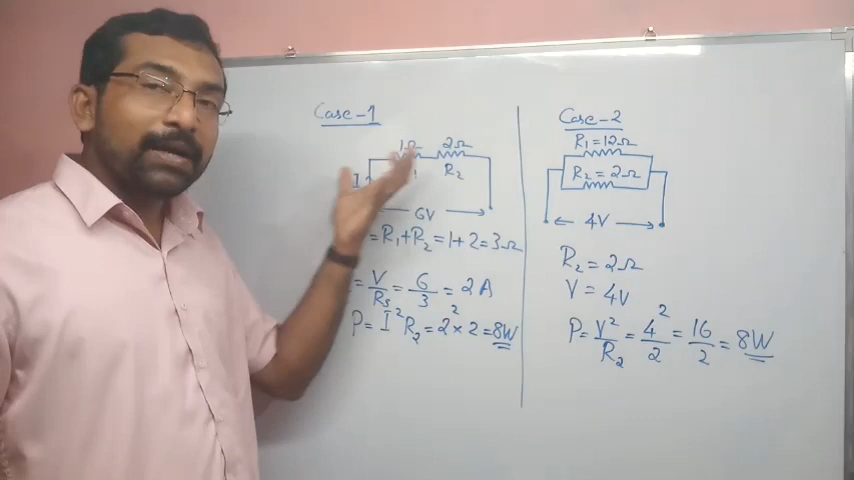 Case-1
1Ω 2Ω
R₂
I
6V
= R₁+R₂ = 1+2 = 3Ω
= V/Rs = 6/3 = 2A
P = I²R₂ = 2² × 2 = 8W
Case-2
R₁ = 12Ω
R₂ = 2Ω
4V
R₂ = 2Ω
V = 4V
P = V²/R₂ = 4²/2 = 16/2 = 8W